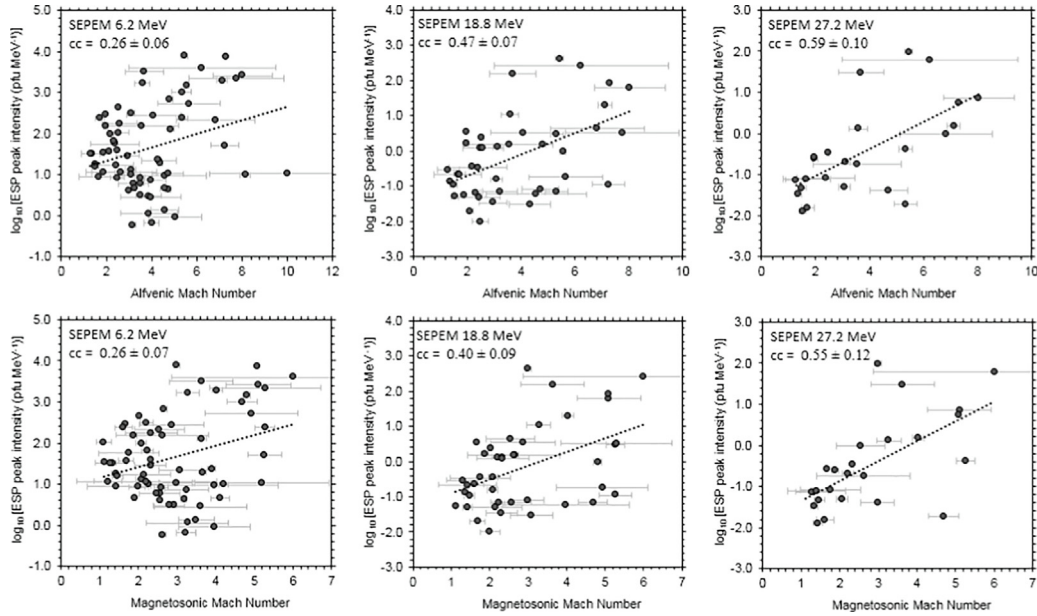 SEPEM 6.2 MeV
cc = 0.26 ± 0.06
log₁₀[ESP peak intensity (pfu MeV⁻¹)]
5.0
4.0
3.0
2.0
1.0
0.0
-1.0
0 2 4 6 8 10 12
Alfvenic Mach Number
SEPEM 18.8 MeV
cc = 0.47 ± 0.07
log₁₀[ESP peak intensity (pfu MeV⁻¹)]
4.0
3.0
2.0
1.0
0.0
-1.0
-2.0
-3.0
0 2 4 6 8 10
Alfvenic Mach Number
SEPEM 27.2 MeV
cc = 0.59 ± 0.10
log₁₀[ESP peak intensity (pfu MeV⁻¹)]
3.0
2.0
1.0
0.0
-1.0
-2.0
-3.0
0 2 4 6 8 10
Alfvenic Mach Number
SEPEM 6.2 MeV
cc = 0.26 ± 0.07
log₁₀[ESP peak intensity (pfu MeV⁻¹)]
5.0
4.0
3.0
2.0
1.0
0.0
-1.0
0 1 2 3 4 5 6 7
Magnetosonic Mach Number
SEPEM 18.8 MeV
cc = 0.40 ± 0.09
log₁₀[ESP peak intensity (pfu MeV⁻¹)]
4.0
3.0
2.0
1.0
0.0
-1.0
-2.0
-3.0
0 1 2 3 4 5 6 7
Magnetosonic Mach Number
SEPEM 27.2 MeV
cc = 0.55 ± 0.12
log₁₀[ESP peak intensity (pfu MeV⁻¹)]
3.0
2.0
1.0
0.0
-1.0
-2.0
-3.0
0 1 2 3 4 5 6 7
Magnetosonic Mach Number